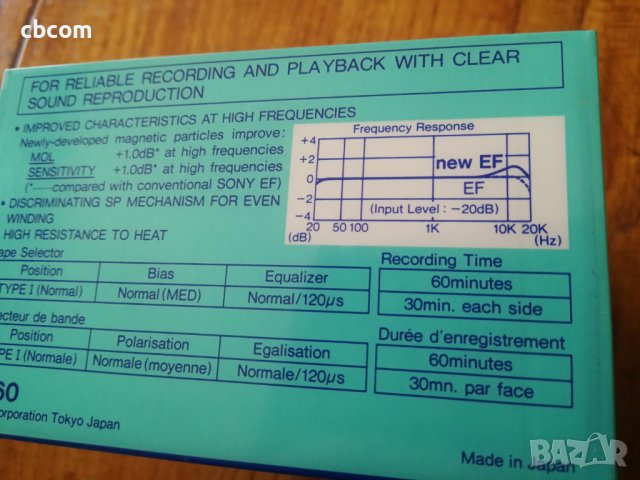 cbcom
FOR RELIABLE RECORDING AND PLAYBACK WITH CLEAR
SOUND REPRODUCTION
• IMPROVED CHARACTERISTICS AT HIGH FREQUENCIES
Newly-developed magnetic particles improve:
MOL +1.0dB* at high frequencies
SENSITIVITY +1.0dB* at high frequencies
(*......compared with conventional SONY EF)
• DISCRIMINATING SP MECHANISM FOR EVEN
WINDING
HIGH RESISTANCE TO HEAT
Frequency Response
+4
+2
0
-2
-4
(dB)
new EF
EF
(Input Level : -20dB)
20 50 100 1K 10K 20K
(Hz)
ape Selector
Position Bias Equalizer
TYPE I (Normal) Normal (MED) Normal/120μs
Recording Time
60minutes
30min. each side
ecteur de bande
Position Polarisation Egalisation
PE I (Normale) Normale (moyenne) Normale/120μs
Durée d'enregistrement
60minutes
30mn. par face
60
orporation Tokyo Japan
Made in Japan
BAZAR